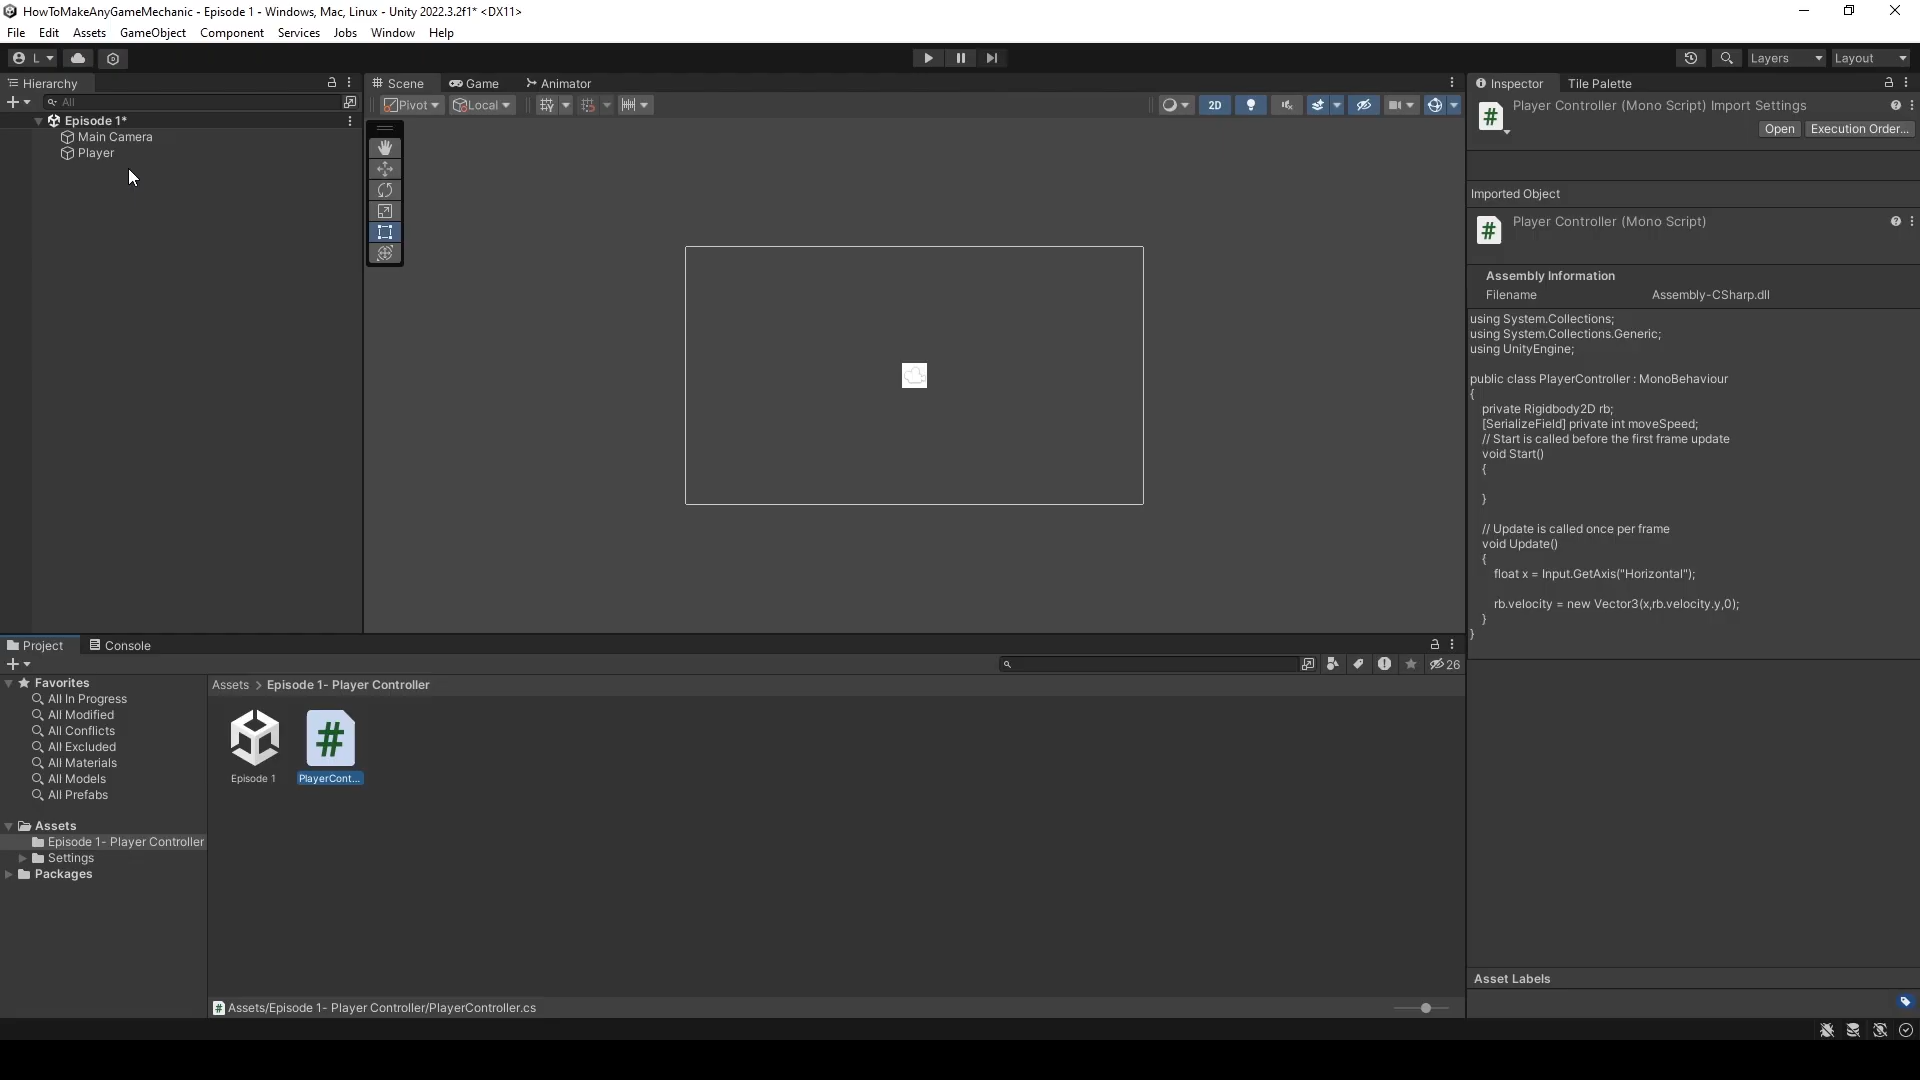 HowToMakeAnyGameMechanic - Episode 1 - Windows, Mac, Linux - Unity 2022.3.2f1* <DX11>
File Edit Assets GameObject Component Services Jobs Window Help
L Layers Layout
Hierarchy
All
Episode 1*
Main Camera
Player
Scene Game Animator
Pivot Local 2D
Inspector Tile Palette
Player Controller (Mono Script) Import Settings
Open Execution Order...
Imported Object
Player Controller (Mono Script)
Assembly Information
Filename Assembly-CSharp.dll
using System.Collections;
using System.Collections.Generic;
using UnityEngine;
public class PlayerController : MonoBehaviour
{
private Rigidbody2D rb;
[SerializeField] private int moveSpeed;
// Start is called before the first frame update
void Start()
{
}
// Update is called once per frame
void Update()
{
float x = Input.GetAxis("Horizontal");
rb.velocity = new Vector3(x,rb.velocity.y,0);
}
}
Asset Labels
Project Console
26
Favorites
All In Progress
All Modified
All Conflicts
All Excluded
All Materials
All Models
All Prefabs
Assets
Episode 1- Player Controller
Settings
Packages
Assets > Episode 1- Player Controller
Episode 1
#
PlayerCont...
Assets/Episode 1- Player Controller/PlayerController.cs